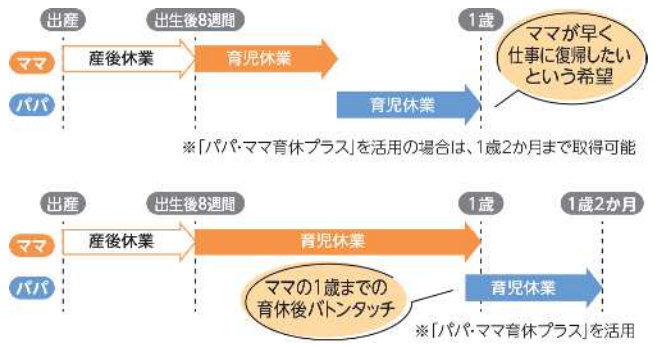 出産 出生後8週間 1歳
ママ 産後休業 育児休業
パパ 育児休業
ママが早く
仕事に復帰したい
という希望
※「パパ・ママ育休プラス」を活用の場合は、1歳2か月まで取得可能
出産 出生後8週間 1歳 1歳2か月
ママ 産後休業 育児休業
パパ 育児休業
ママの1歳までの
育休後バトンタッチ
※「パパ・ママ育休プラス」を活用